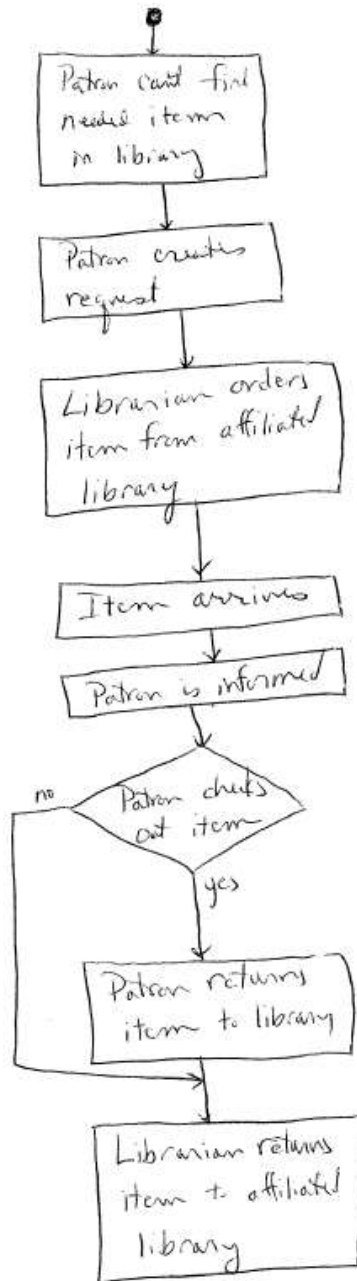 Patron can't find
needed item
in library
Patron creates
request
Librarian orders
item from affiliated
library
Item arrives
Patron is informed
no
Patron checks
out item
yes
Patron returns
item to library
Librarian returns
item to affiliated
library